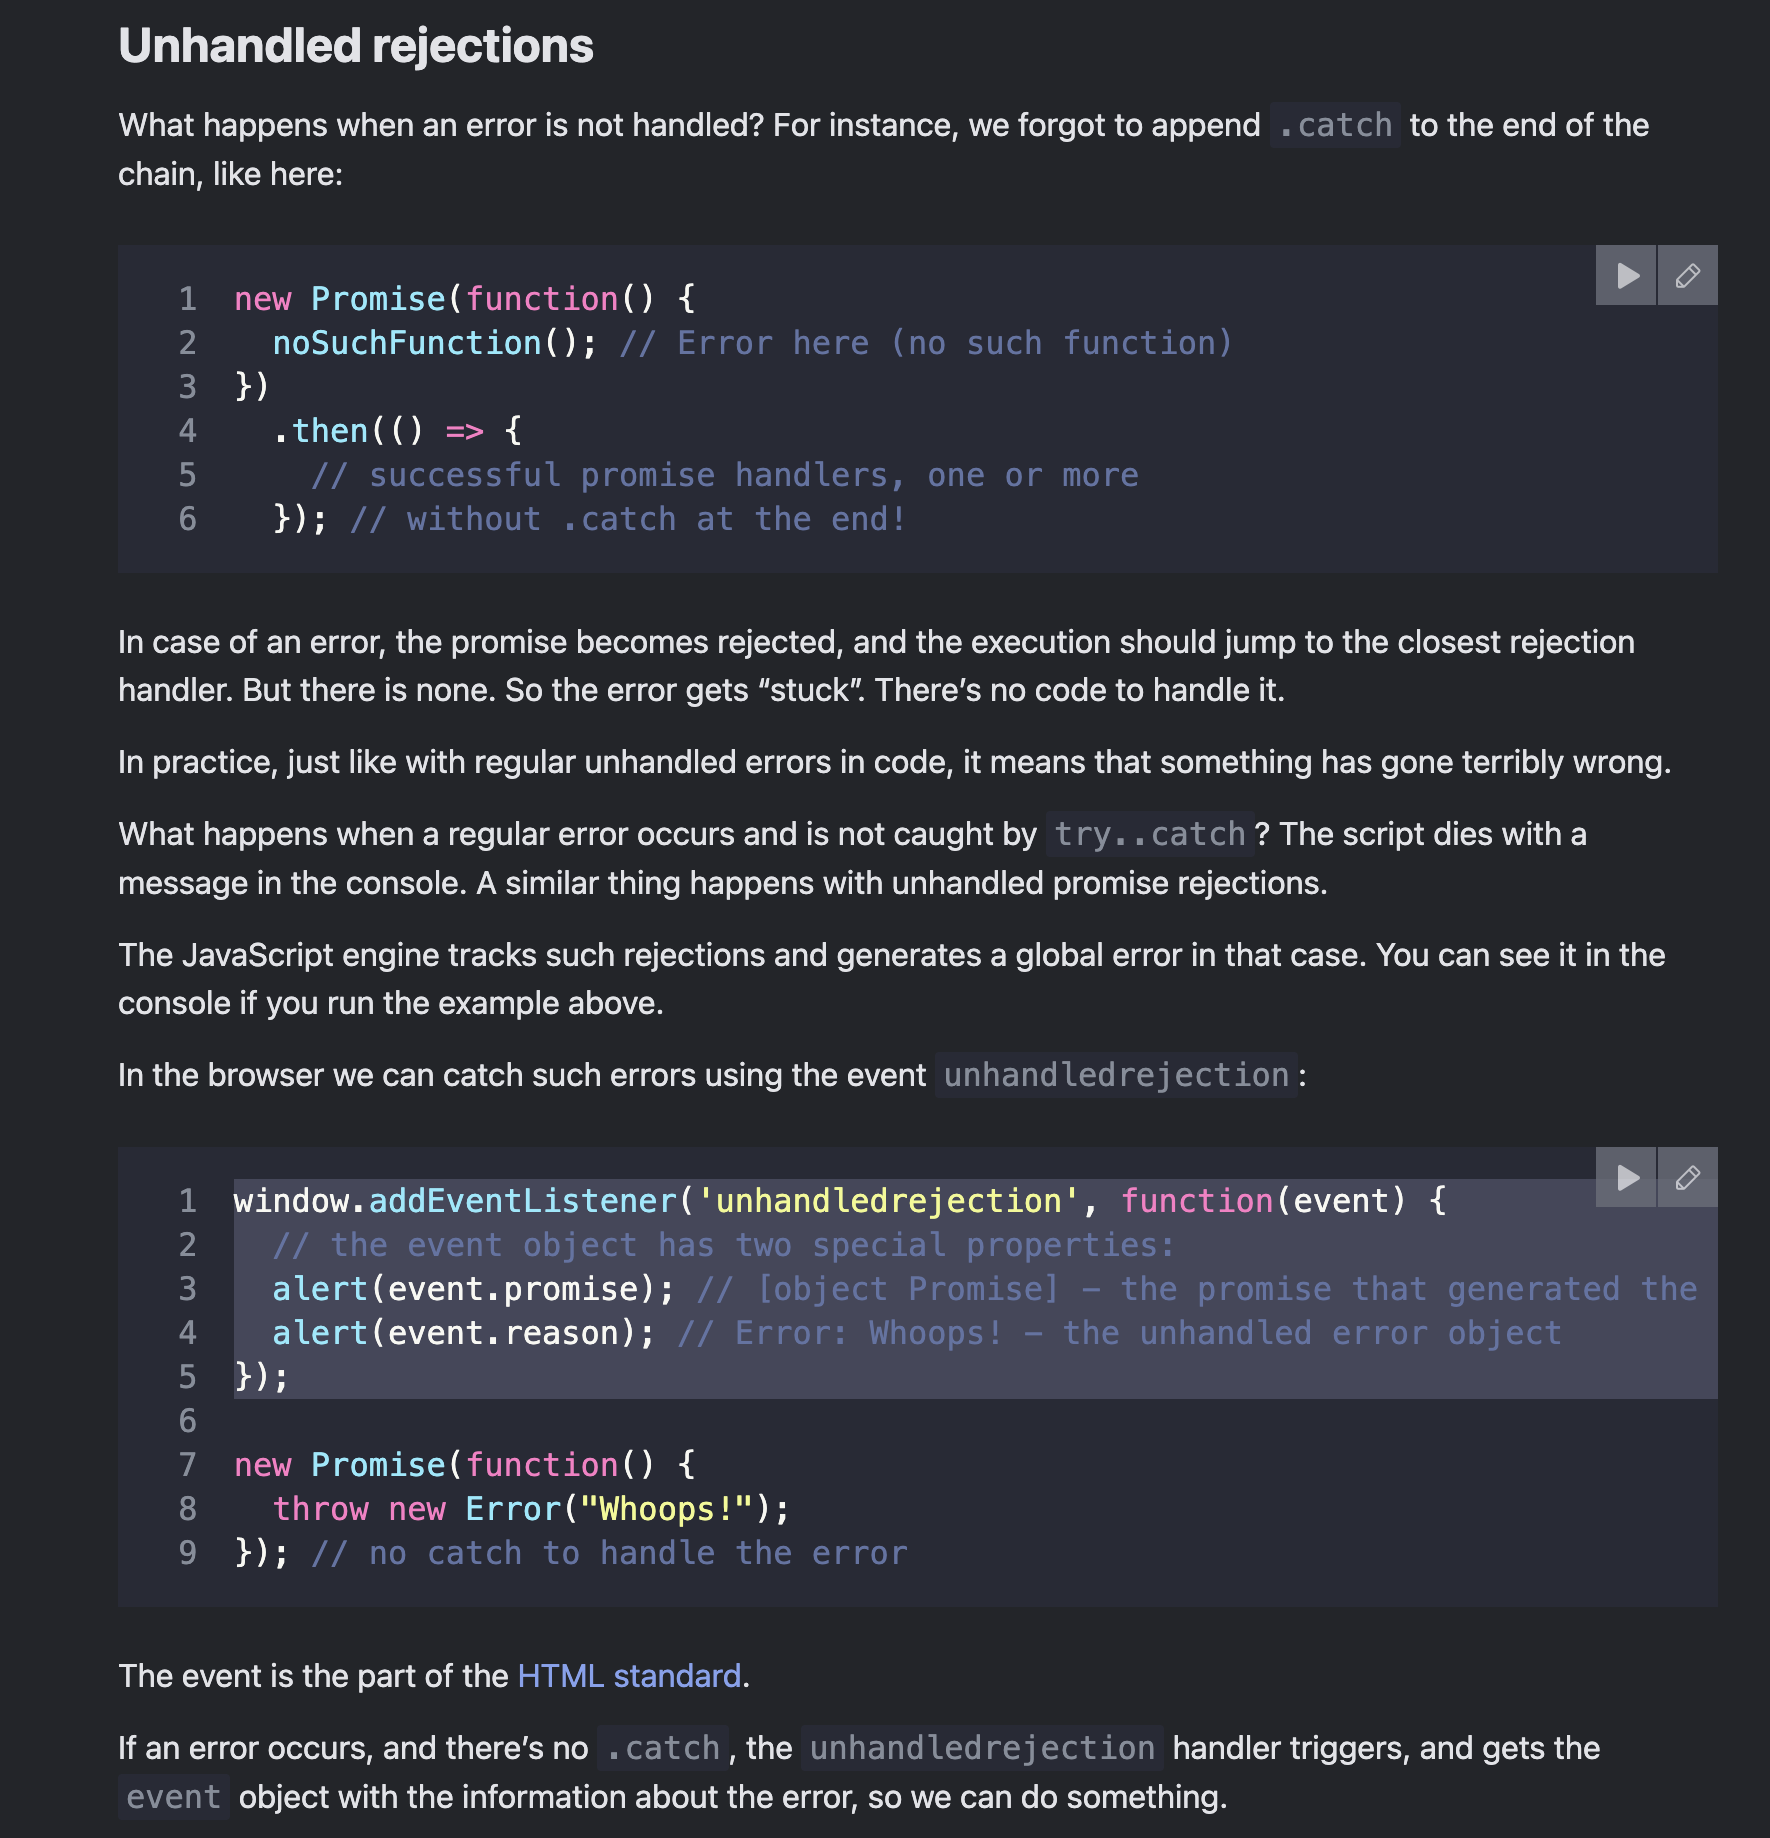 Unhandled rejections
What happens when an error is not handled? For instance, we forgot to append .catch to the end of the
chain, like here:
1 new Promise(function() {
2   noSuchFunction(); // Error here (no such function)
3 })
4   .then(() => {
5     // successful promise handlers, one or more
6   }); // without .catch at the end!
In case of an error, the promise becomes rejected, and the execution should jump to the closest rejection
handler. But there is none. So the error gets “stuck”. There’s no code to handle it.
In practice, just like with regular unhandled errors in code, it means that something has gone terribly wrong.
What happens when a regular error occurs and is not caught by try..catch? The script dies with a
message in the console. A similar thing happens with unhandled promise rejections.
The JavaScript engine tracks such rejections and generates a global error in that case. You can see it in the
console if you run the example above.
In the browser we can catch such errors using the event unhandledrejection:
1 window.addEventListener('unhandledrejection', function(event) {
2   // the event object has two special properties:
3   alert(event.promise); // [object Promise] – the promise that generated the
4   alert(event.reason); // Error: Whoops! – the unhandled error object
5 });
6
7 new Promise(function() {
8   throw new Error("Whoops!");
9 }); // no catch to handle the error
The event is the part of the HTML standard.
If an error occurs, and there’s no .catch, the unhandledrejection handler triggers, and gets the
event object with the information about the error, so we can do something.